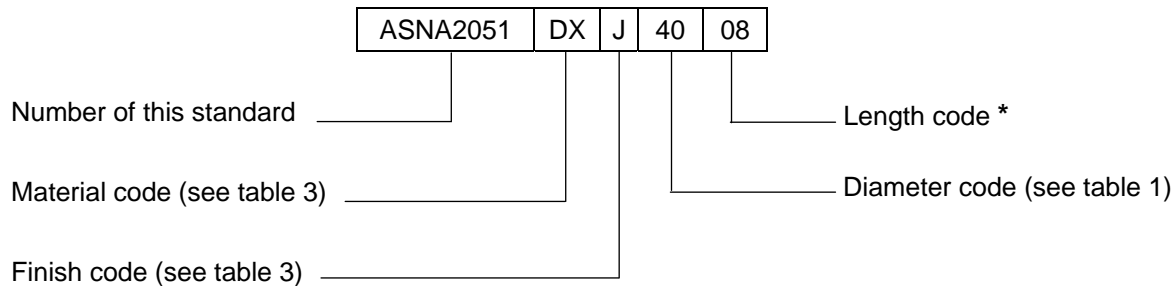 ASNA2051 DX J 40 08
Number of this standard
Length code *
Material code (see table 3)
Diameter code (see table 1)
Finish code (see table 3)